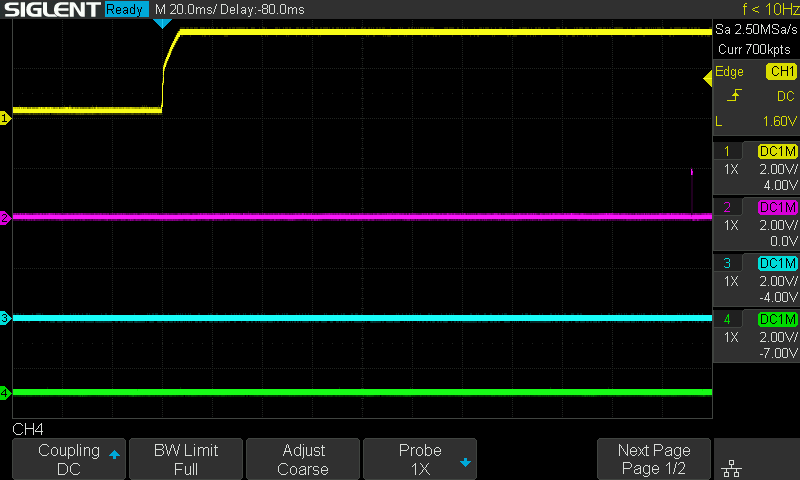 SIGLENT Ready M 20.0ms/ Delay:-80.0ms f < 10Hz
Sa 2.50MSa/s
Curr 700kpts
Edge CH1
DC
L 1.60V
1 DC1M
1X 2.00V/
4.00V
2 DC1M
1X 2.00V/
0.0V
3 DC1M
1X 2.00V/
-4.00V
4 DC1M
1X 2.00V/
-7.00V
1
2
3
4
CH4
Coupling
DC
BW Limit
Full
Adjust
Coarse
Probe
1X
Next Page
Page 1/2